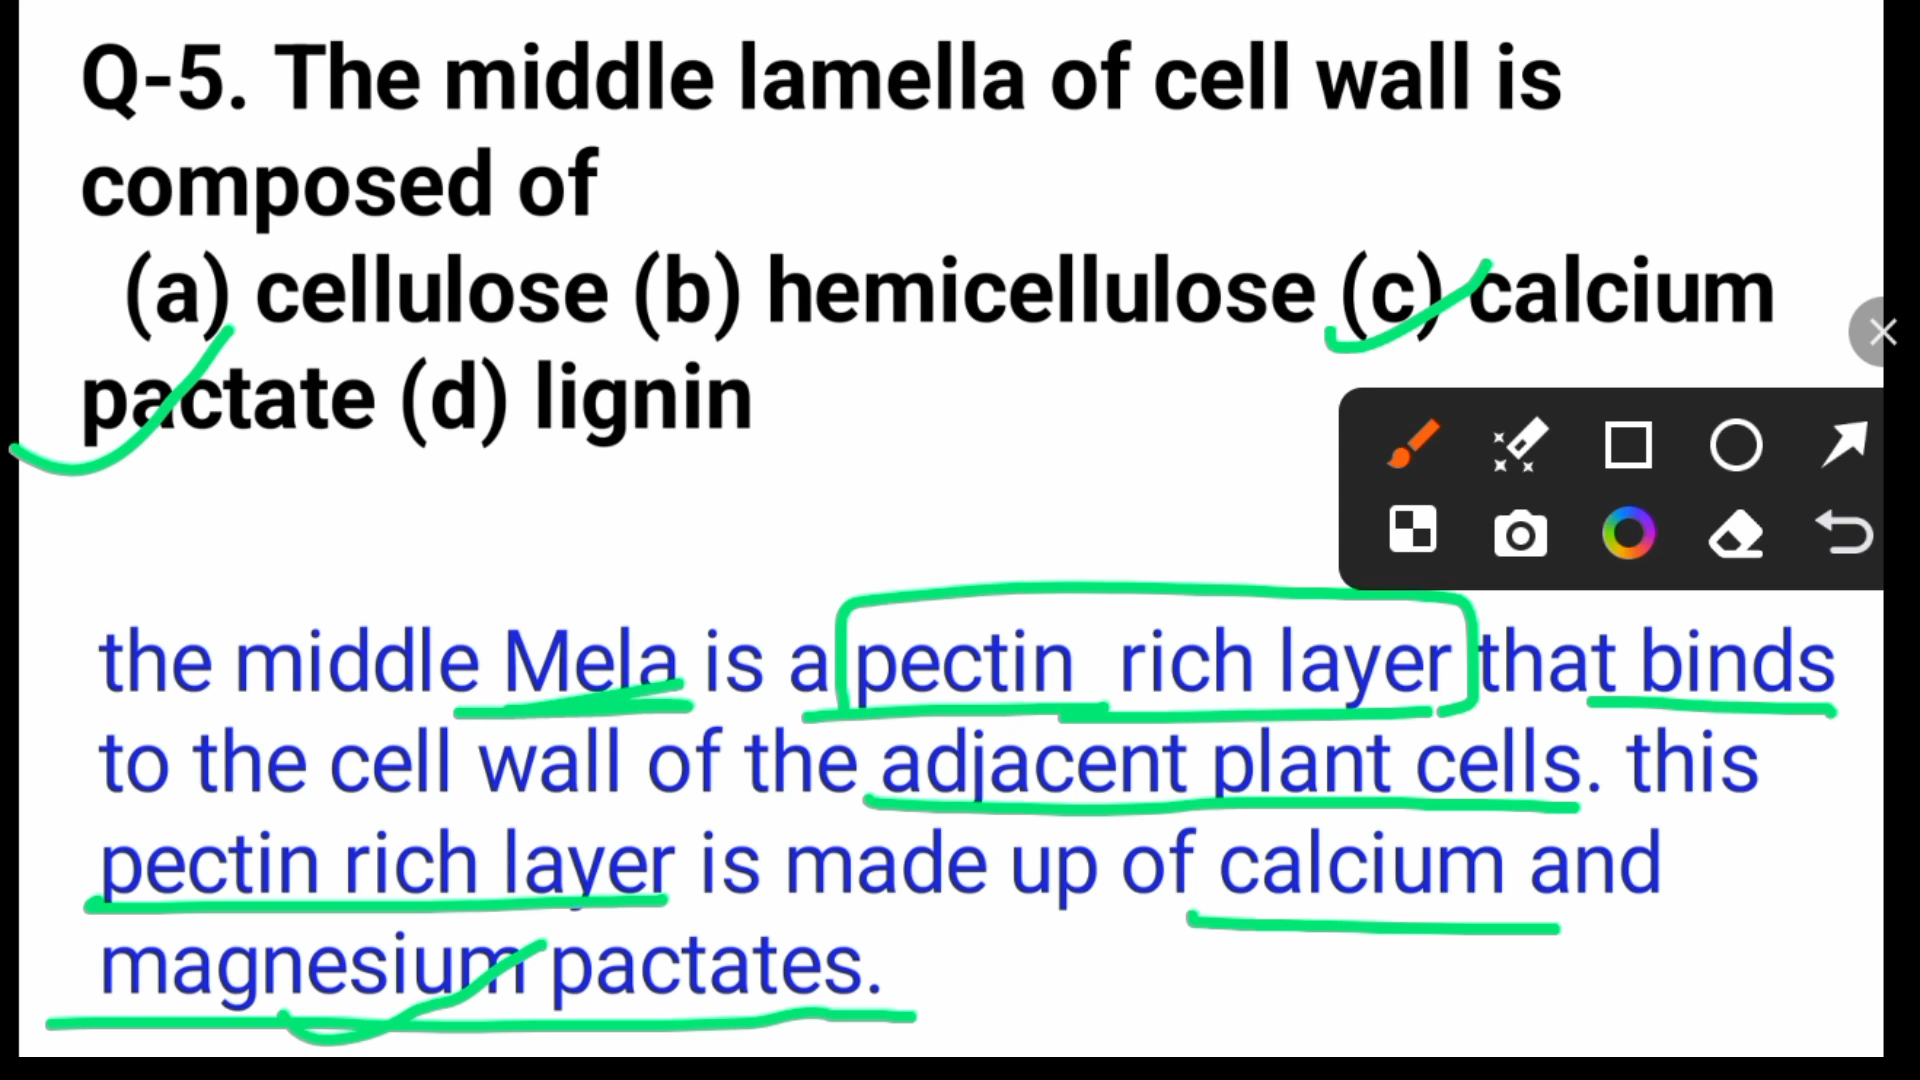 Q-5. The middle lamella of cell wall is
composed of
(a) cellulose (b) hemicellulose (c) calcium
pactate (d) lignin
the middle Mela is a pectin rich layer that binds
to the cell wall of the adjacent plant cells. this
pectin rich layer is made up of calcium and
magnesium pactates.